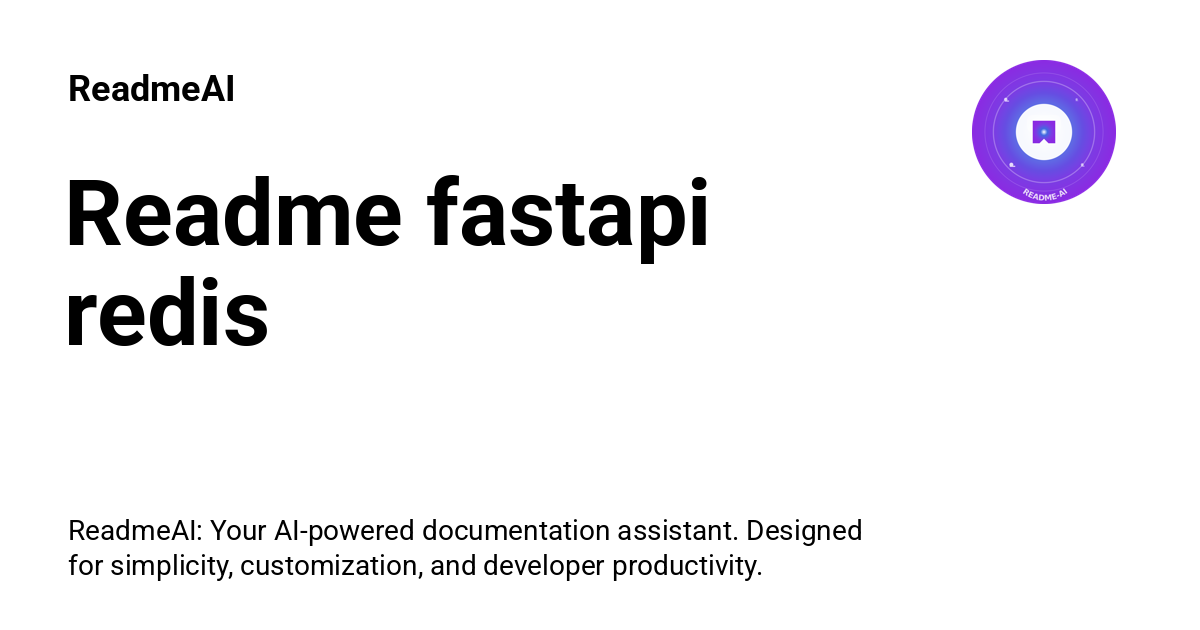 ReadmeAI
Readme fastapi
redis
README-AI
ReadmeAI: Your AI-powered documentation assistant. Designed
for simplicity, customization, and developer productivity.